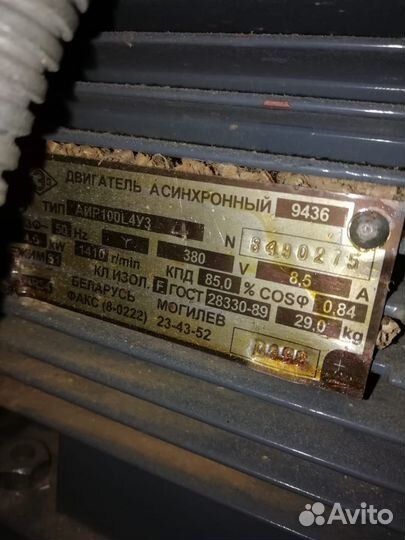 ДВИГАТЕЛЬ АСИНХРОННЫЙ 9436
ТИП АИР100L4У3 N 8490275
50 Hz Y 380 V 8,5 A
kW 1410 r/min КПД 85,0 % COSφ 0,84
КЛ ИЗОЛ. F ГОСТ 28330-89 29,0 kg
БЕЛАРУСЬ МОГИЛЕВ
ФАКС (8-0222) 23-43-52
Avito